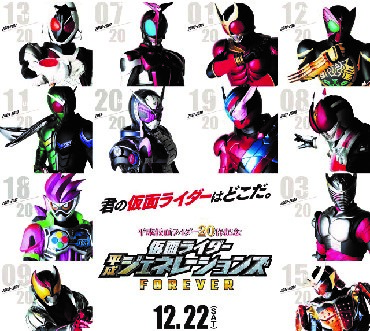 13 20
07 20
01 20
12 20
11 20
20 20
19 20
08 20
18 20
03 20
君の仮面ライダーはどこだ。
平成仮面ライダー20作記念
仮面ライダー
平成ジェネレーションズ
FOREVER
09 20
15 20
12.22 SAT